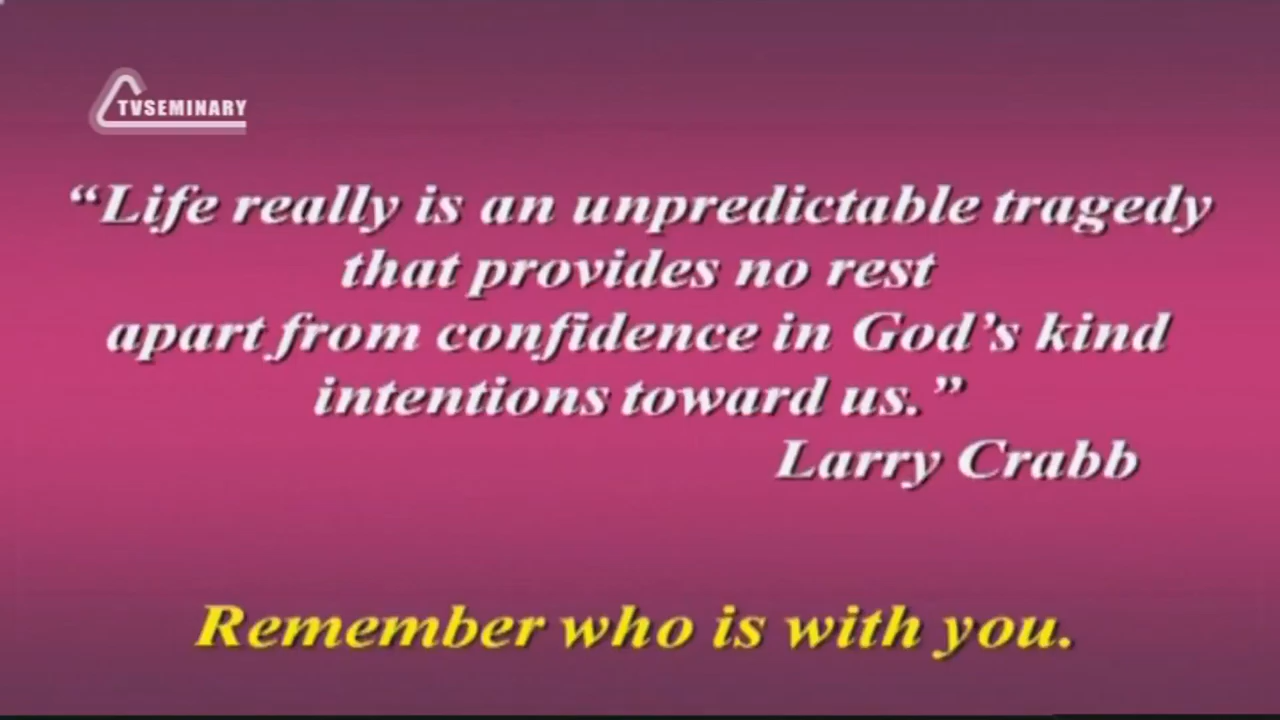 TVSEMINARY
“Life really is an unpredictable tragedy
that provides no rest
apart from confidence in God’s kind
intentions toward us.”
Larry Crabb
Remember who is with you.